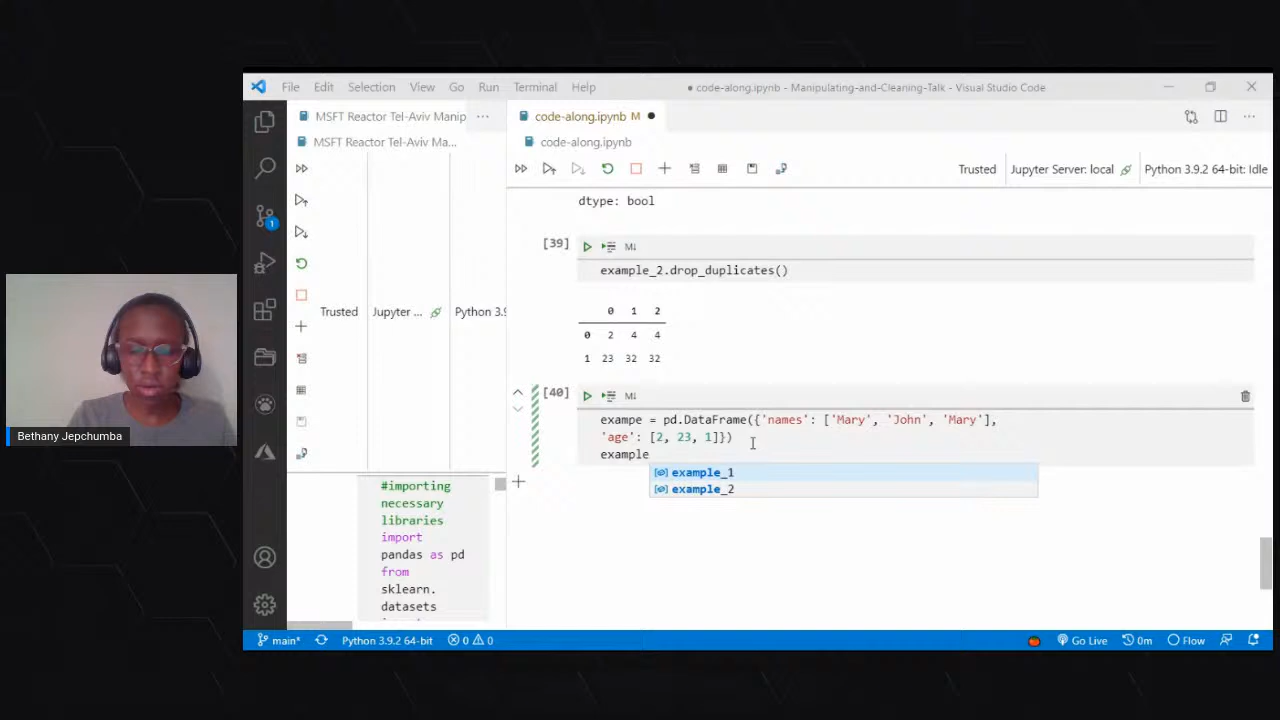 File Edit Selection View Go Run Terminal Help
● code-along.ipynb - Manipulating-and-Cleaning-Talk - Visual Studio Code
MSFT Reactor Tel-Aviv Manip ···
code-along.ipynb M ●
MSFT Reactor Tel-Aviv Ma...
code-along.ipynb
Trusted
Jupyter Server: local
Python 3.9.2 64-bit: Idle
dtype: bool
[39]
M↓
example_2.drop_duplicates()
0 1 2
0 2 4 4
1 23 32 32
Trusted
Jupyter ...
Python 3.9
[40]
M↓
exampe = pd.DataFrame({'names': ['Mary', 'John', 'Mary'],
'age': [2, 23, 1]})
example
example_1
example_2
#importing
necessary
libraries
import
pandas as pd
from
sklearn.
datasets
1
Bethany Jepchumba
main*
Python 3.9.2 64-bit
0
0
Go Live
0m
Flow